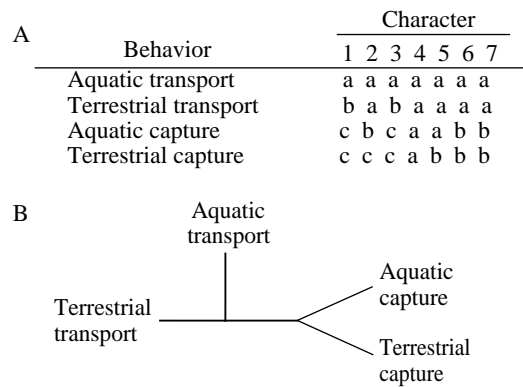 A
Character
Behavior 1 2 3 4 5 6 7
Aquatic transport a a a a a a a
Terrestrial transport b a b a a a a
Aquatic capture c b c a a b b
Terrestrial capture c c c a b b b
B
Aquatic
transport
Terrestrial
transport
Aquatic
capture
Terrestrial
capture